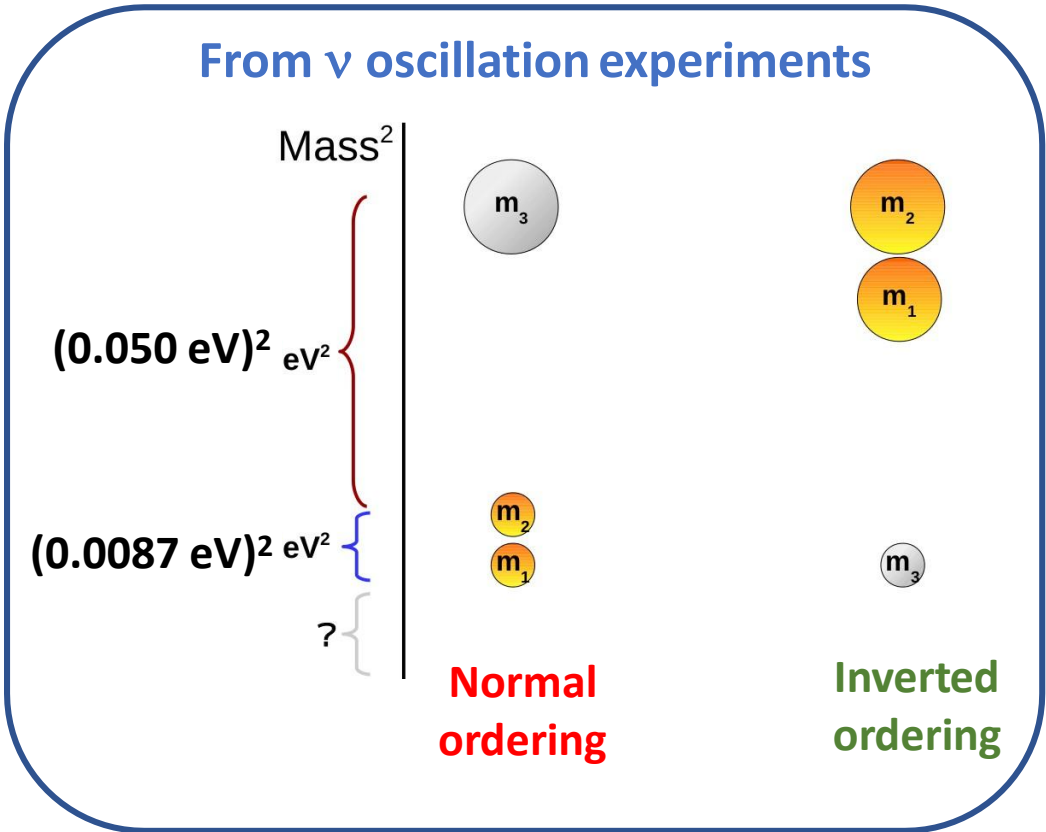 From ν oscillation experiments
Mass²
m₃
m₂
m₁
(0.050 eV)² eV²
m₂
(0.0087 eV)² eV²
m₁
m₃
?
Normal
ordering
Inverted
ordering